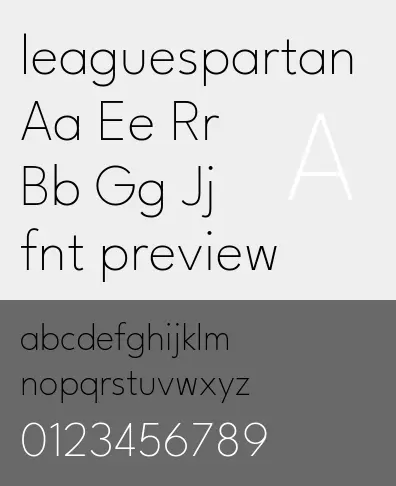 leaguespartan
Aa Ee Rr
A
Bb Gg Jj
fnt preview
abcdefghijklm
nopqrstuvwxyz
0123456789